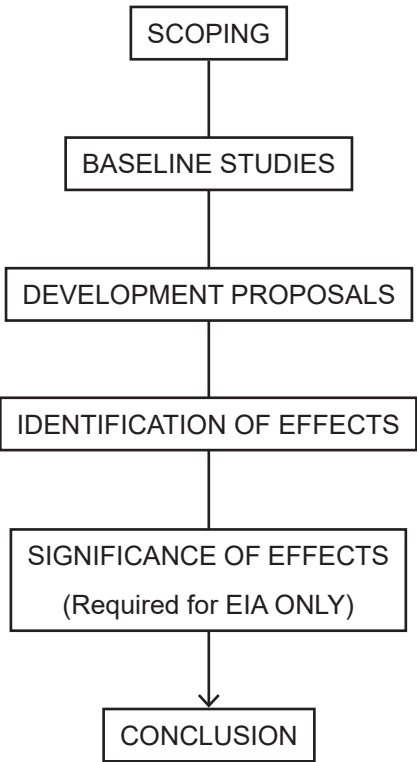 SCOPING
BASELINE STUDIES
DEVELOPMENT PROPOSALS
IDENTIFICATION OF EFFECTS
SIGNIFICANCE OF EFFECTS
(Required for EIA ONLY)
CONCLUSION